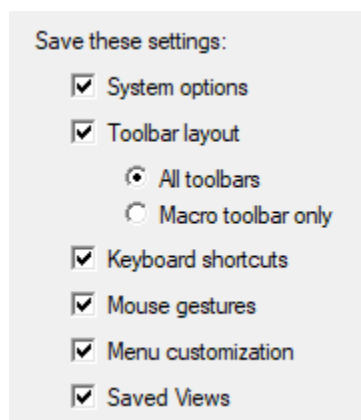 Save these settings:
System options
Toolbar layout
All toolbars
Macro toolbar only
Keyboard shortcuts
Mouse gestures
Menu customization
Saved Views